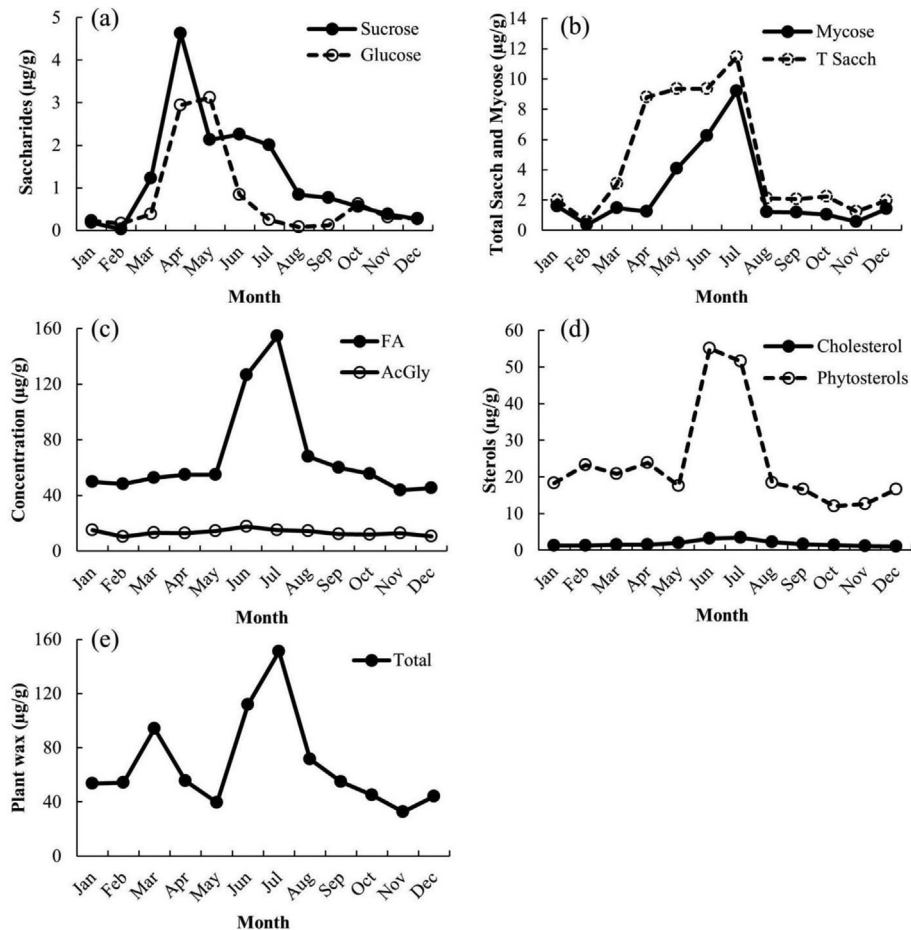 (a)
Sucrose
Glucose
Saccharides (µg/g)
5
4
3
2
1
0
Jan Feb Mar Apr May Jun Jul Aug Sep Oct Nov Dec
Month
(b)
Mycose
T Sacch
Total Sacch and Mycose (µg/g)
14
12
10
8
6
4
2
0
Jan Feb Mar Apr May Jun Jul Aug Sep Oct Nov Dec
Month
(c)
FA
AcGly
Concentration (µg/g)
160
120
80
40
0
Jan Feb Mar Apr May Jun Jul Aug Sep Oct Nov Dec
Month
(d)
Cholesterol
Phytosterols
Sterols (µg/g)
60
50
40
30
20
10
0
Jan Feb Mar Apr May Jun Jul Aug Sep Oct Nov Dec
Month
(e)
Total
Plant wax (µg/g)
160
120
80
40
0
Jan Feb Mar Apr May Jun Jul Aug Sep Oct Nov Dec
Month